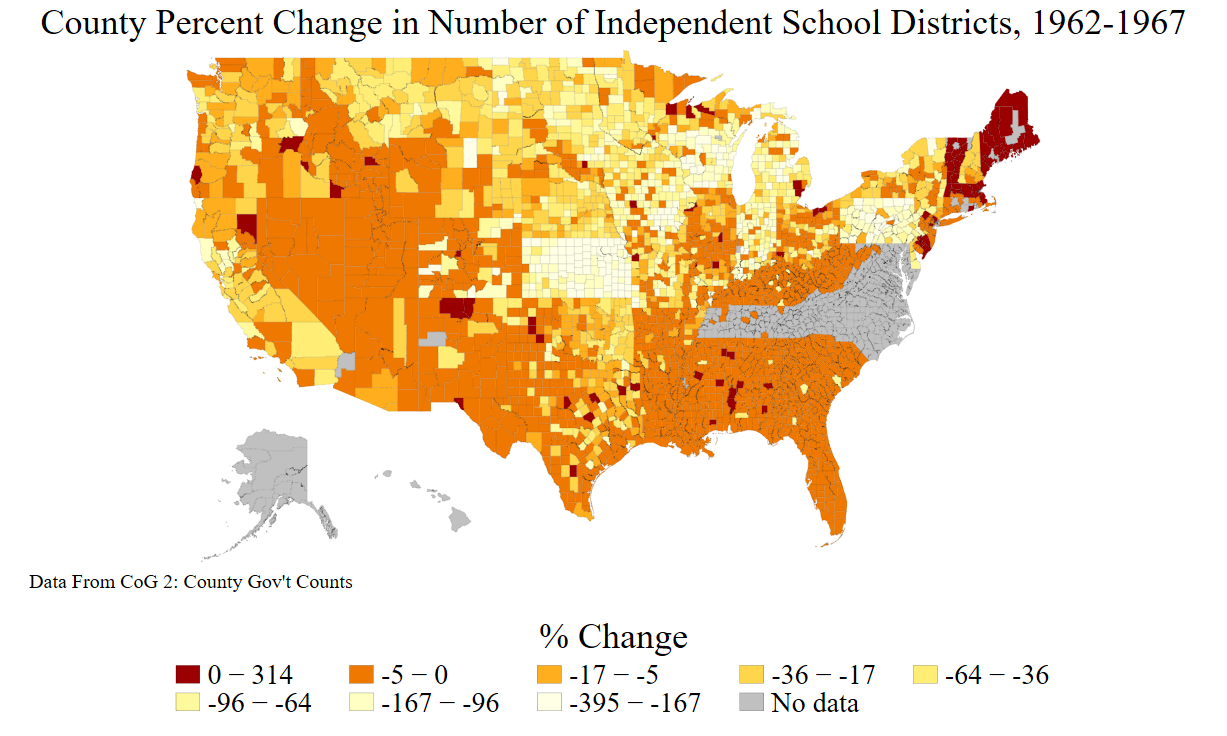 County Percent Change in Number of Independent School Districts, 1962-1967
Data From CoG 2: County Gov't Counts
% Change
0 − 314
-5 − 0
-17 − -5
-36 − -17
-64 − -36
-96 − -64
-167 − -96
-395 − -167
No data